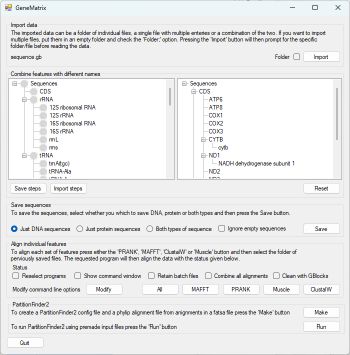 GeneMatrix
Import data
The imported data can be a folder of individual files, a single file with multiple enteries or a combination of the two. If you want to
import multiple files, put them in an empty folder and check the 'Folder,' option. Pressing the 'Import' button will then prompt for the specific
folder/file before reading the data.
sequence.gb
Folder
Import
Combine features with different names
Sequences
CDS
rRNA
12S ribosomal RNA
12S rRNA
16S ribosomal RNA
16S rRNA
rrnL
rrns
tRNA
trnA(tgc)
tRNA-Ala
Sequences
CDS
ATP6
ATP8
COX1
COX2
COX3
CYTB
cytb
ND1
NADH dehydrogenase subunit 1
ND2
Save steps
Import steps
Reset
Save sequences
To save the sequences, select whether you which to save DNA, protein or both types and then press the Save button.
Just DNA sequences
Just protein sequences
Both types of sequence
Ignore empty sequences
Save
Align individual features
To allign each set of features press either the 'PRANK', 'MAFFT', 'ClustalW' or 'Muscle' button and then select the folder of
previously saved files. The requested program will then align the data with the status given below.
Status
Reselect programes
Show command window
Retain batch files
Combine all alignments
Clean with GBlocks
Modify command line options
Modify
All
MAFFT
PRANK
Muscle
ClustalW
PartitionFinder2
To create a PartitionFinder2 config file and a phylip alignment file from anignments in a fatsa file press the 'Make' button
Make
To run PartitionFinder2 using premade input files press the 'Run' button
Run
Quit